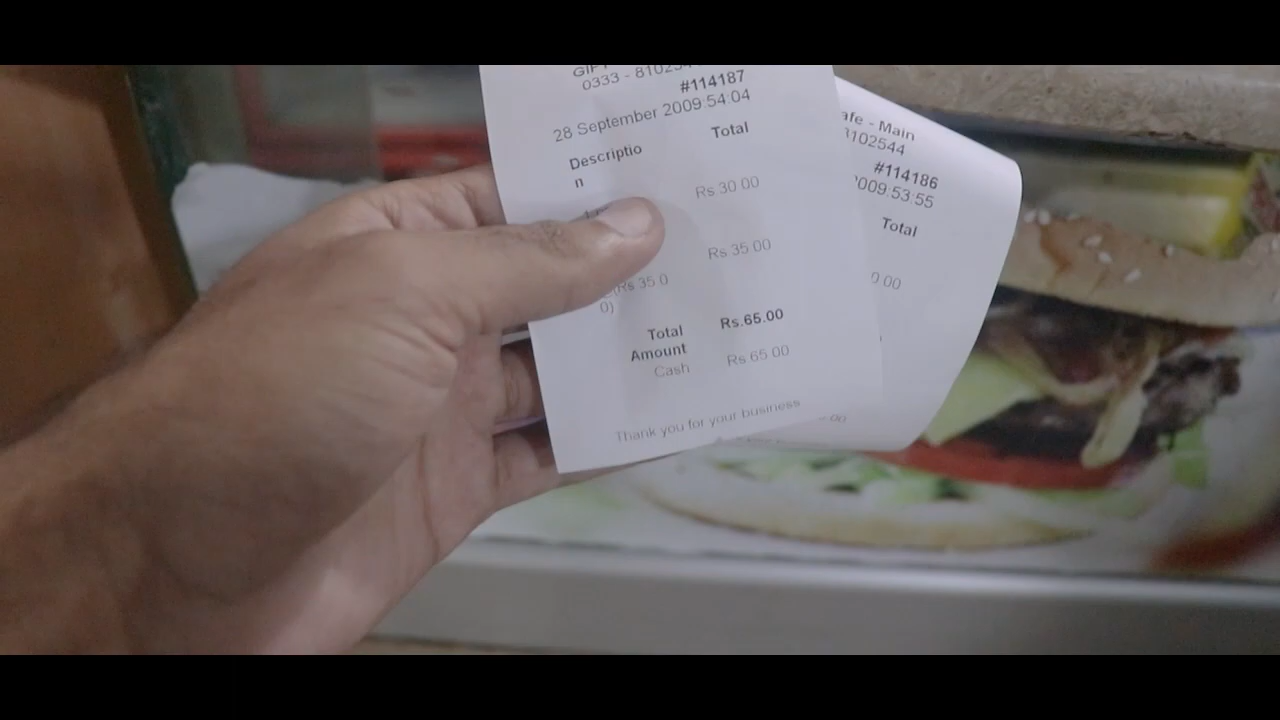 0333 - 810254
#114187
28 September 2009:54:04
Total
Descriptio
n
Rs.30.00
Rs 35.00
(Rs 35.0
0)
Total Rs.65.00
Amount
Cash Rs.65.00
Thank you for your business
afe - Main
8102544
#114186
2009:53:55
Total
0.00